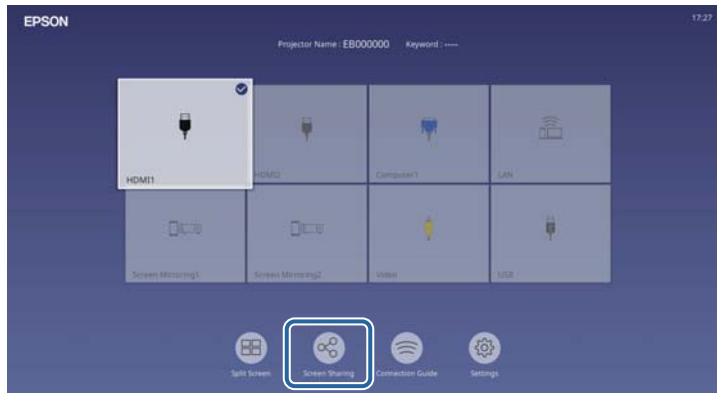 EPSON
17:27
Projector Name : EB000000 Keyword : ----
HDMI1
HDMI2
Computer1
LAN
Screen Mirroring1
Screen Mirroring2
Video
USB
Split Screen
Screen Sharing
Connection Guide
Settings